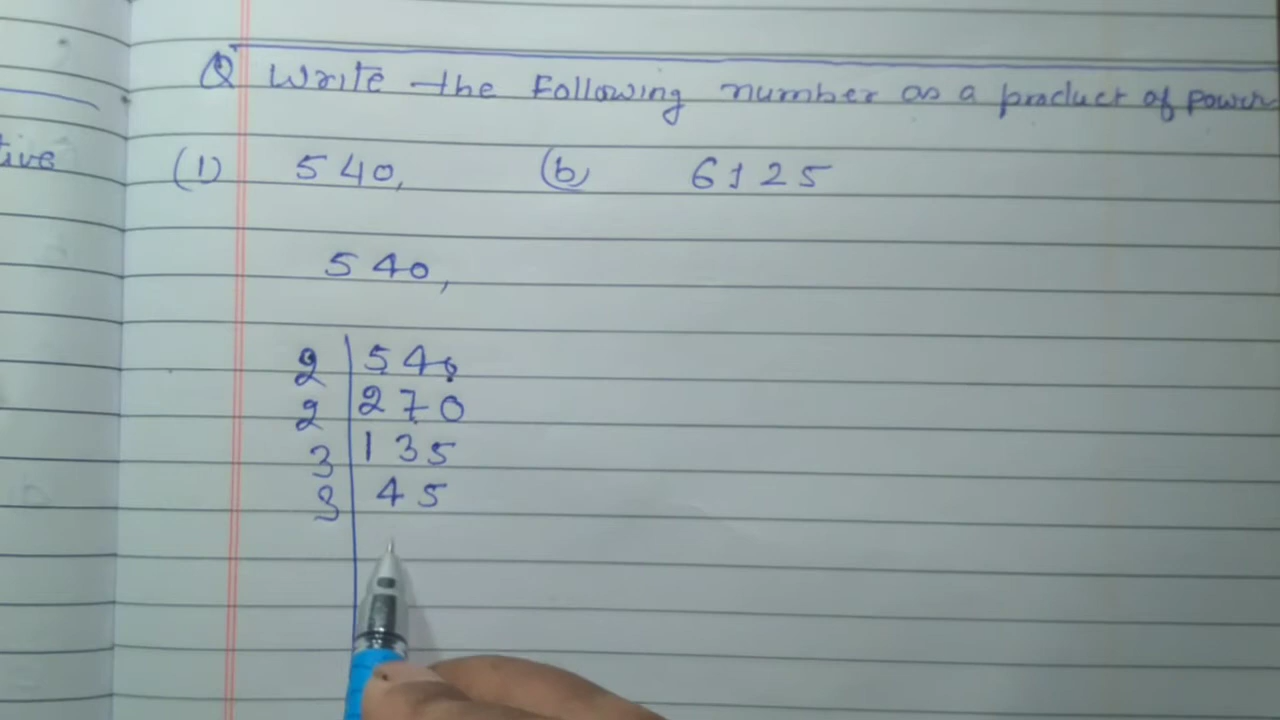 Q Write the Following number as a product of power
tive
(1) 540, (b) 6125
540,
2 540
2 270
3 135
3 45